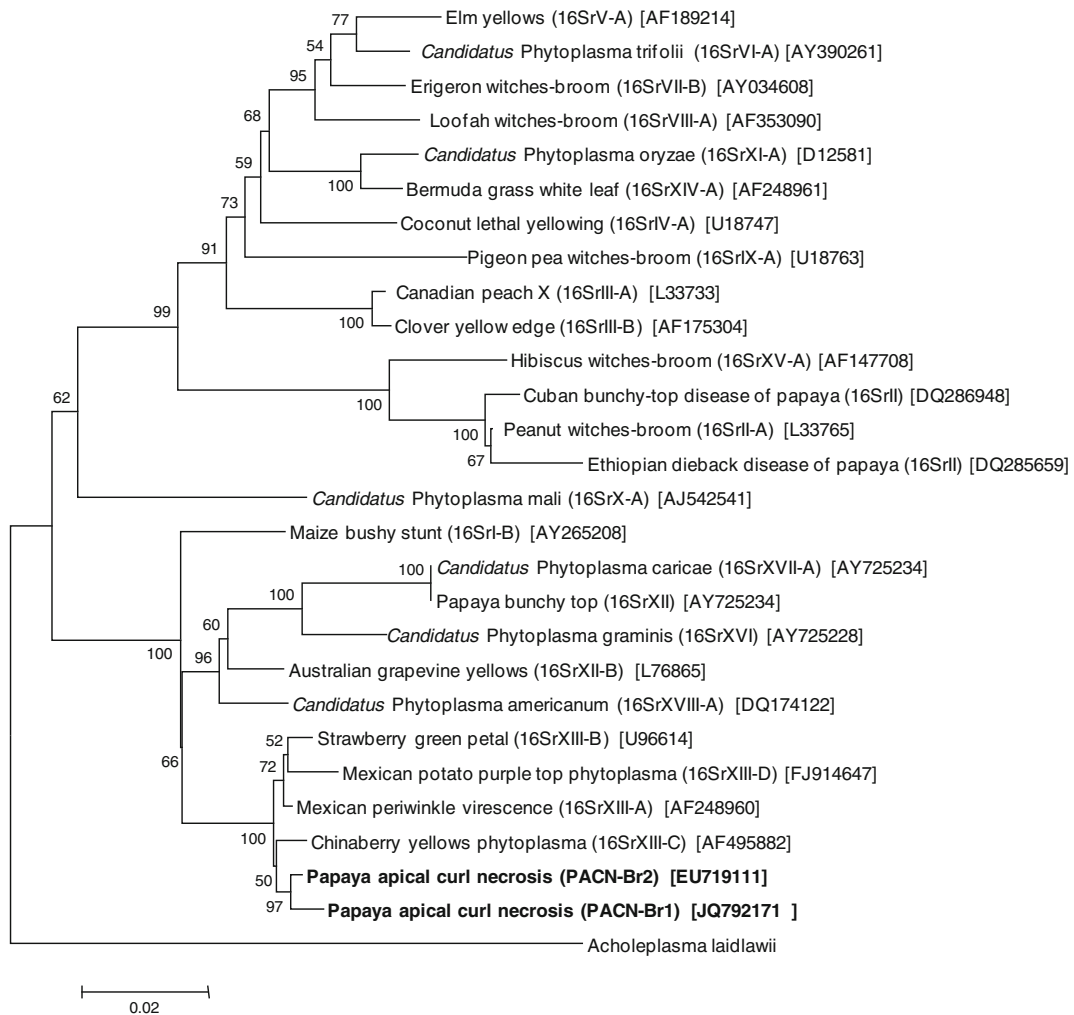 77
Elm yellows (16SrV-A) [AF189214]
54
Candidatus Phytoplasma trifolii (16SrVI-A) [AY390261]
95
Erigeron witches-broom (16SrVII-B) [AY034608]
68
Loofah witches-broom (16SrVIII-A) [AF353090]
59
Candidatus Phytoplasma oryzae (16SrXI-A) [D12581]
100
Bermuda grass white leaf (16SrXIV-A) [AF248961]
73
Coconut lethal yellowing (16SrIV-A) [U18747]
91
Pigeon pea witches-broom (16SrIX-A) [U18763]
99
Canadian peach X (16SrIII-A) [L33733]
100
Clover yellow edge (16SrIII-B) [AF175304]
Hibiscus witches-broom (16SrXV-A) [AF147708]
62
100
Cuban bunchy-top disease of papaya (16SrII) [DQ286948]
100
Peanut witches-broom (16SrII-A) [L33765]
67
Ethiopian dieback disease of papaya (16SrII) [DQ285659]
Candidatus Phytoplasma mali (16SrX-A) [AJ542541]
Maize bushy stunt (16SrI-B) [AY265208]
100
Candidatus Phytoplasma caricae (16SrXVII-A) [AY725234]
100
Papaya bunchy top (16SrXII) [AY725234]
60
Candidatus Phytoplasma graminis (16SrXVI) [AY725228]
100
96
Australian grapevine yellows (16SrXII-B) [L76865]
Candidatus Phytoplasma americanum (16SrXVIII-A) [DQ174122]
52
Strawberry green petal (16SrXIII-B) [U96614]
66
72
Mexican potato purple top phytoplasma (16SrXIII-D) [FJ914647]
Mexican periwinkle virescence (16SrXIII-A) [AF248960]
100
Chinaberry yellows phytoplasma (16SrXIII-C) [AF495882]
50
Papaya apical curl necrosis (PACN-Br2) [EU719111]
97
Papaya apical curl necrosis (PACN-Br1) [JQ792171 ]
Acholeplasma laidlawii
0.02